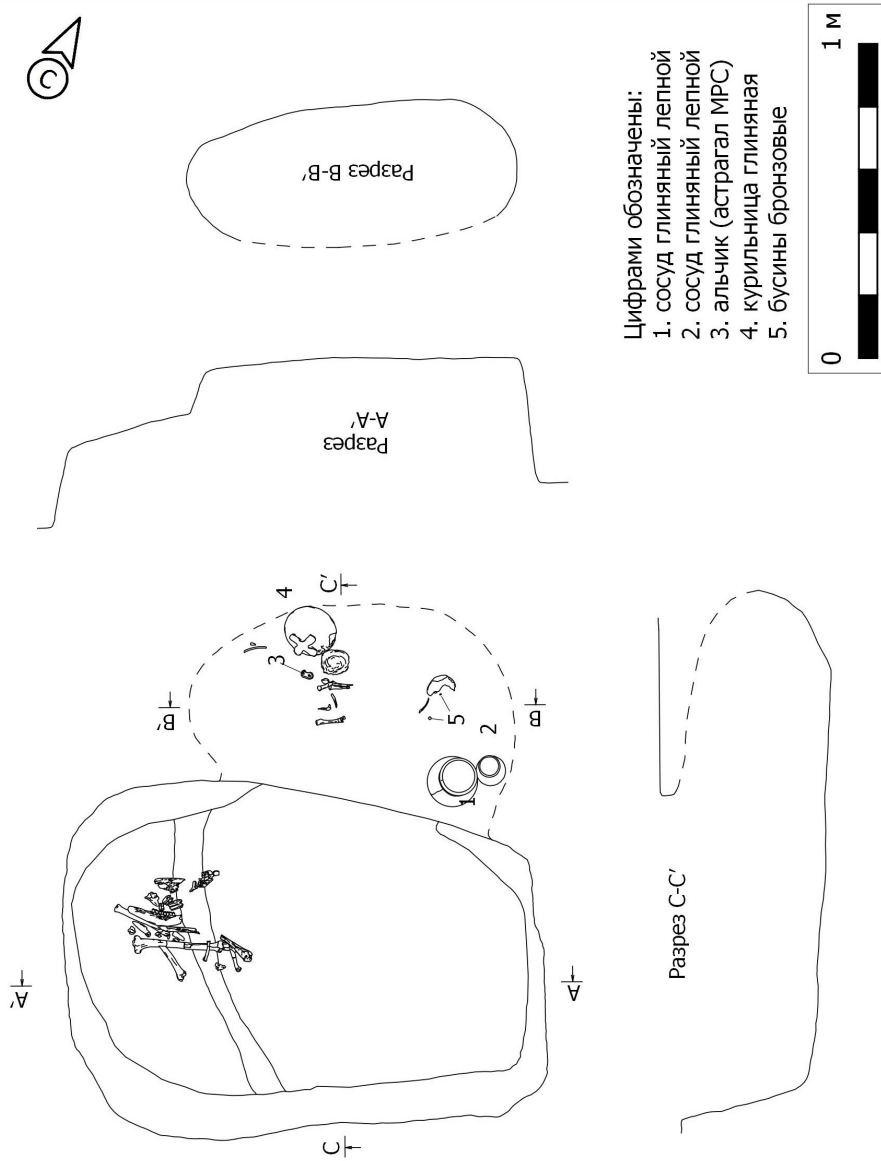 С
Разрез В-В'
Разрез
А-А'
Цифрами обозначены:
1. сосуд глиняный лепной
2. сосуд глиняный лепной
3. альчик (астрагал МРС)
4. курильница глиняная
5. бусины бронзовые
0
1 м
4
С'
3
В'
5
2
В
1
А'
А
С
Разрез С-С'